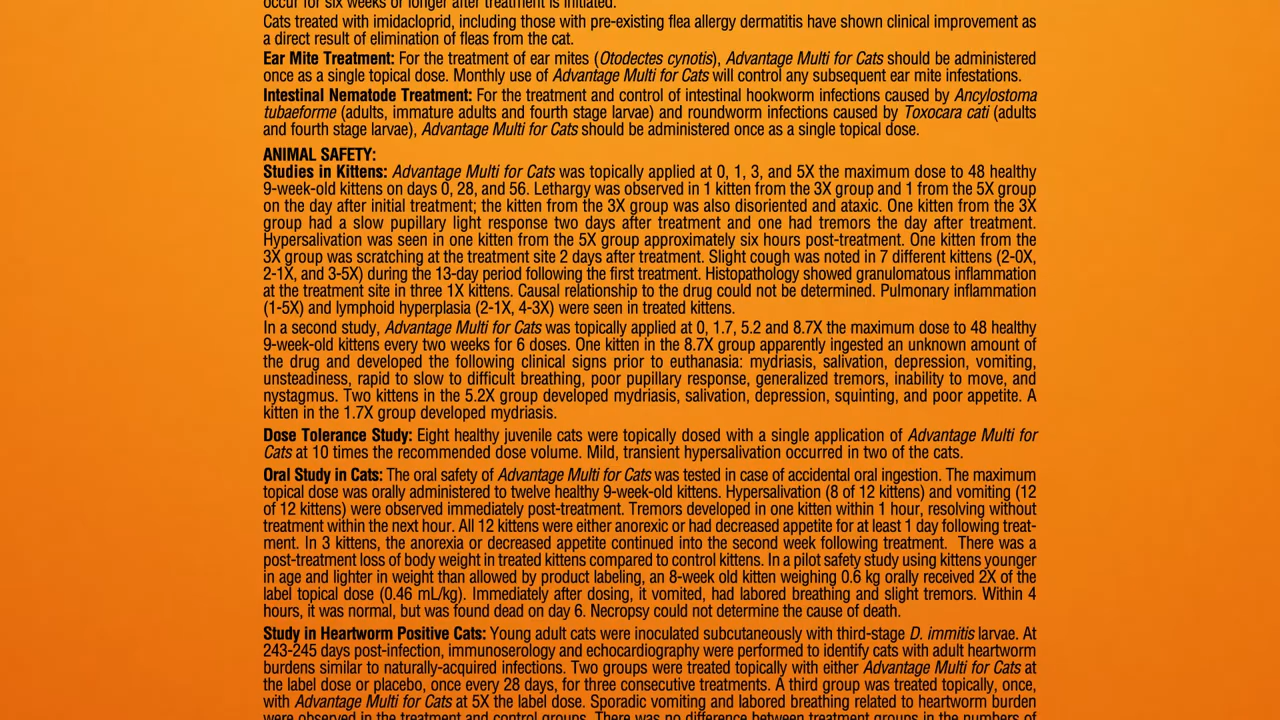 occur for six weeks or longer after treatment is initiated.
Cats treated with imidacloprid, including those with pre-existing flea allergy dermatitis have shown clinical improvement as
a direct result of elimination of fleas from the cat.
Ear Mite Treatment: For the treatment of ear mites (Otodectes cynotis), Advantage Multi for Cats should be administered
once as a single topical dose. Monthly use of Advantage Multi for Cats will control any subsequent ear mite infestations.
Intestinal Nematode Treatment: For the treatment and control of intestinal hookworm infections caused by Ancylostoma
tubaeforme (adults, immature adults and fourth stage larvae) and roundworm infections caused by Toxocara cati (adults
and fourth stage larvae), Advantage Multi for Cats should be administered once as a single topical dose.
ANIMAL SAFETY:
Studies in Kittens: Advantage Multi for Cats was topically applied at 0, 1, 3, and 5X the maximum dose to 48 healthy
9-week-old kittens on days 0, 28, and 56. Lethargy was observed in 1 kitten from the 3X group and 1 from the 5X group
on the day after initial treatment; the kitten from the 3X group was also disoriented and ataxic. One kitten from the 3X
group had a slow pupillary light response two days after treatment and one had tremors the day after treatment.
Hypersalivation was seen in one kitten from the 5X group approximately six hours post-treatment. One kitten from the
3X group was scratching at the treatment site 2 days after treatment. Slight cough was noted in 7 different kittens (2-0X,
2-1X, and 3-5X) during the 13-day period following the first treatment. Histopathology showed granulomatous inflammation
at the treatment site in three 1X kittens. Causal relationship to the drug could not be determined. Pulmonary inflammation
(1-5X) and lymphoid hyperplasia (2-1X, 4-3X) were seen in treated kittens.
In a second study, Advantage Multi for Cats was topically applied at 0, 1.7, 5.2 and 8.7X the maximum dose to 48 healthy
9-week-old kittens every two weeks for 6 doses. One kitten in the 8.7X group apparently ingested an unknown amount of
the drug and developed the following clinical signs prior to euthanasia: mydriasis, salivation, depression, vomiting,
unsteadiness, rapid to slow to difficult breathing, poor pupillary response, generalized tremors, inability to move, and
nystagmus. Two kittens in the 5.2X group developed mydriasis, salivation, depression, squinting, and poor appetite. A
kitten in the 1.7X group developed mydriasis.
Dose Tolerance Study: Eight healthy juvenile cats were topically dosed with a single application of Advantage Multi for
Cats at 10 times the recommended dose volume. Mild, transient hypersalivation occurred in two of the cats.
Oral Study in Cats: The oral safety of Advantage Multi for Cats was tested in case of accidental oral ingestion. The maximum
topical dose was orally administered to twelve healthy 9-week-old kittens. Hypersalivation (8 of 12 kittens) and vomiting (12
of 12 kittens) were observed immediately post-treatment. Tremors developed in one kitten within 1 hour, resolving without
treatment within the next hour. All 12 kittens were either anorexic or had decreased appetite for at least 1 day following treat-
ment. In 3 kittens, the anorexia or decreased appetite continued into the second week following treatment. There was a
post-treatment loss of body weight in treated kittens compared to control kittens. In a pilot safety study using kittens younger
in age and lighter in weight than allowed by product labeling, an 8-week old kitten weighing 0.6 kg orally received 2X of the
label topical dose (0.46 mL/kg). Immediately after dosing, it vomited, had labored breathing and slight tremors. Within 4
hours, it was normal, but was found dead on day 6. Necropsy could not determine the cause of death.
Study in Heartworm Positive Cats: Young adult cats were inoculated subcutaneously with third-stage D. immitis larvae. At
243-245 days post-infection, immunoserology and echocardiography were performed to identify cats with adult heartworm
burdens similar to naturally-acquired infections. Two groups were treated topically with either Advantage Multi for Cats at
the label dose or placebo, once every 28 days, for three consecutive treatments. A third group was treated topically, once,
with Advantage Multi for Cats at 5X the label dose. Sporadic vomiting and labored breathing related to heartworm burden
were observed in the treatment and control groups. There was no difference between treatment groups in the numbers of